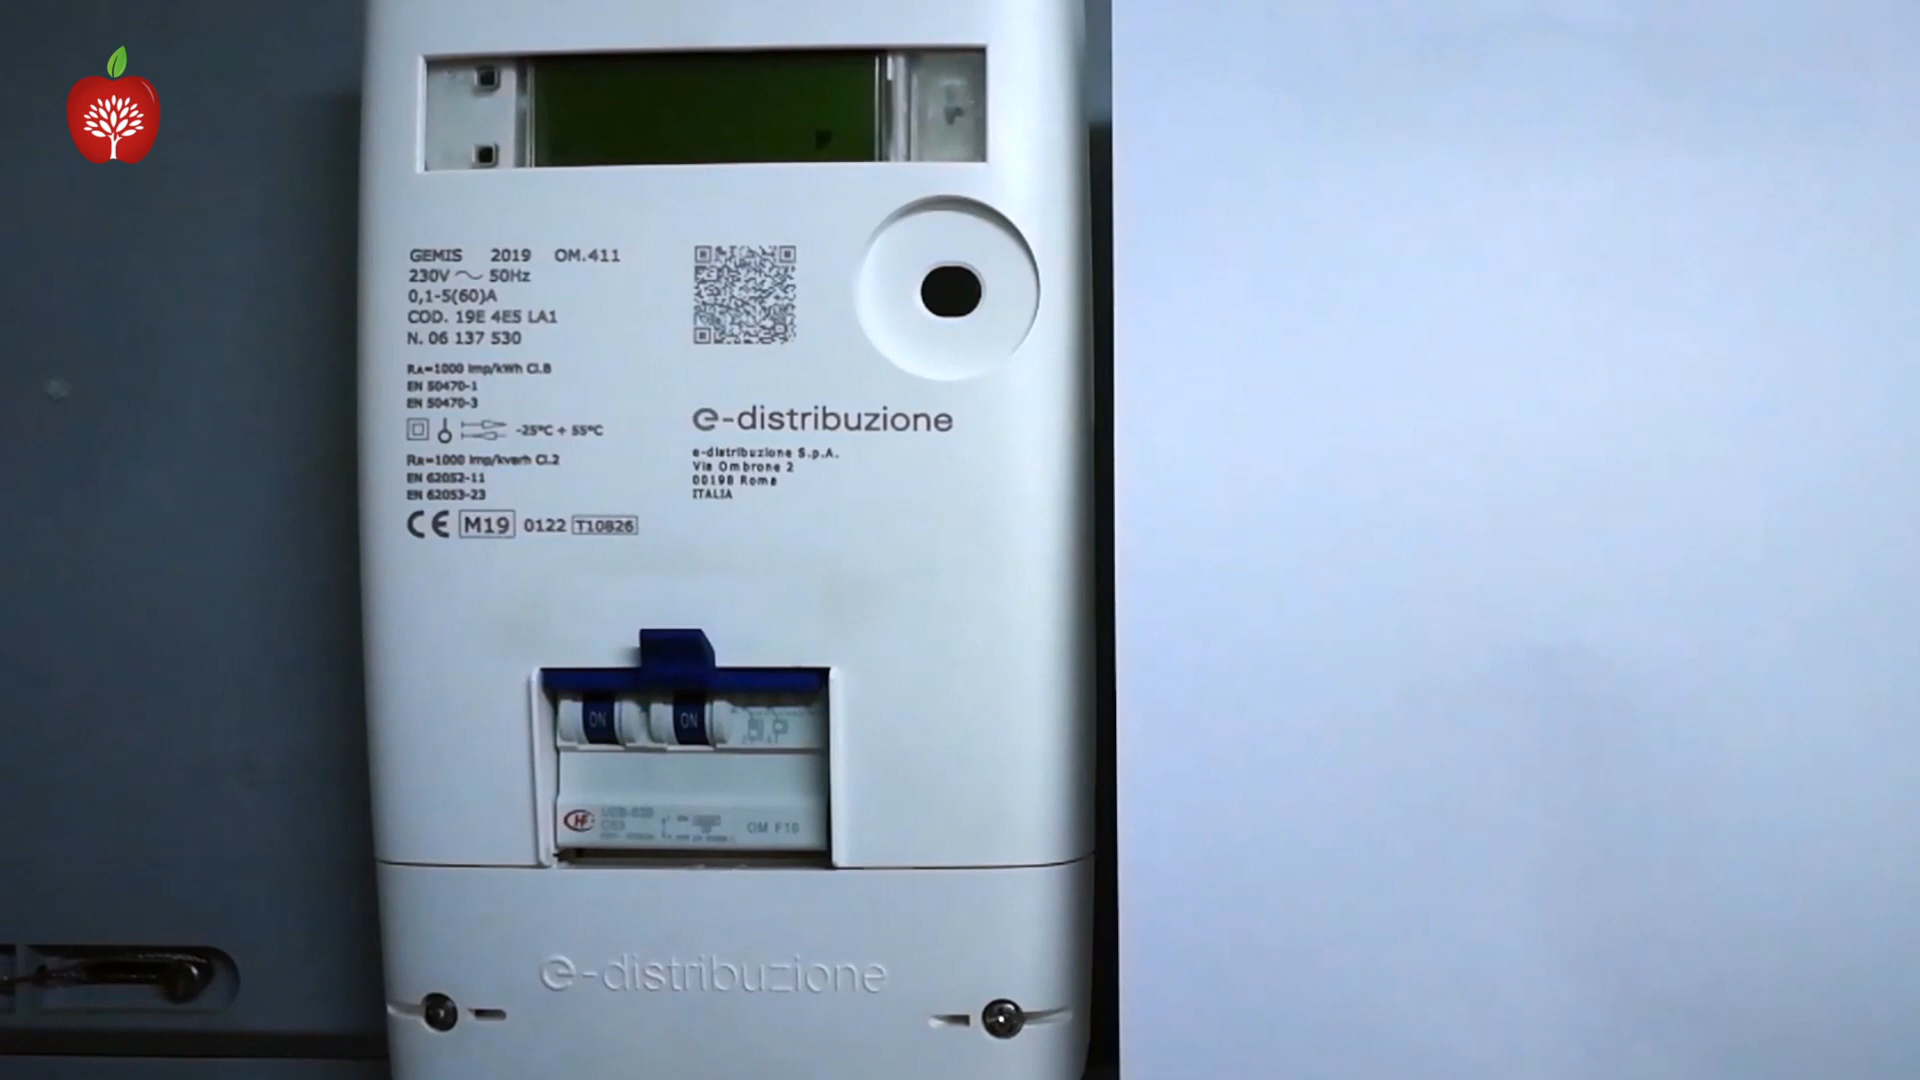 GEMIS 2019 OM.411
230V ~ 50Hz
0,1-5(60)A
COD. 19E 4E5 LA1
N. 06 137 530
RA=1000 imp/kWh Cl.B
EN 50470-1
EN 50470-3
-25°C + 55°C
RR=1000 imp/kvarh Cl.2
EN 62052-11
EN 62053-23
CE M19 0122 T10826
e-distribuzione
e-distribuzione S.p.A.
Via Ombrone 2
00198 Roma
ITALIA
ON ON
C63
OM F10
e-distribuzione